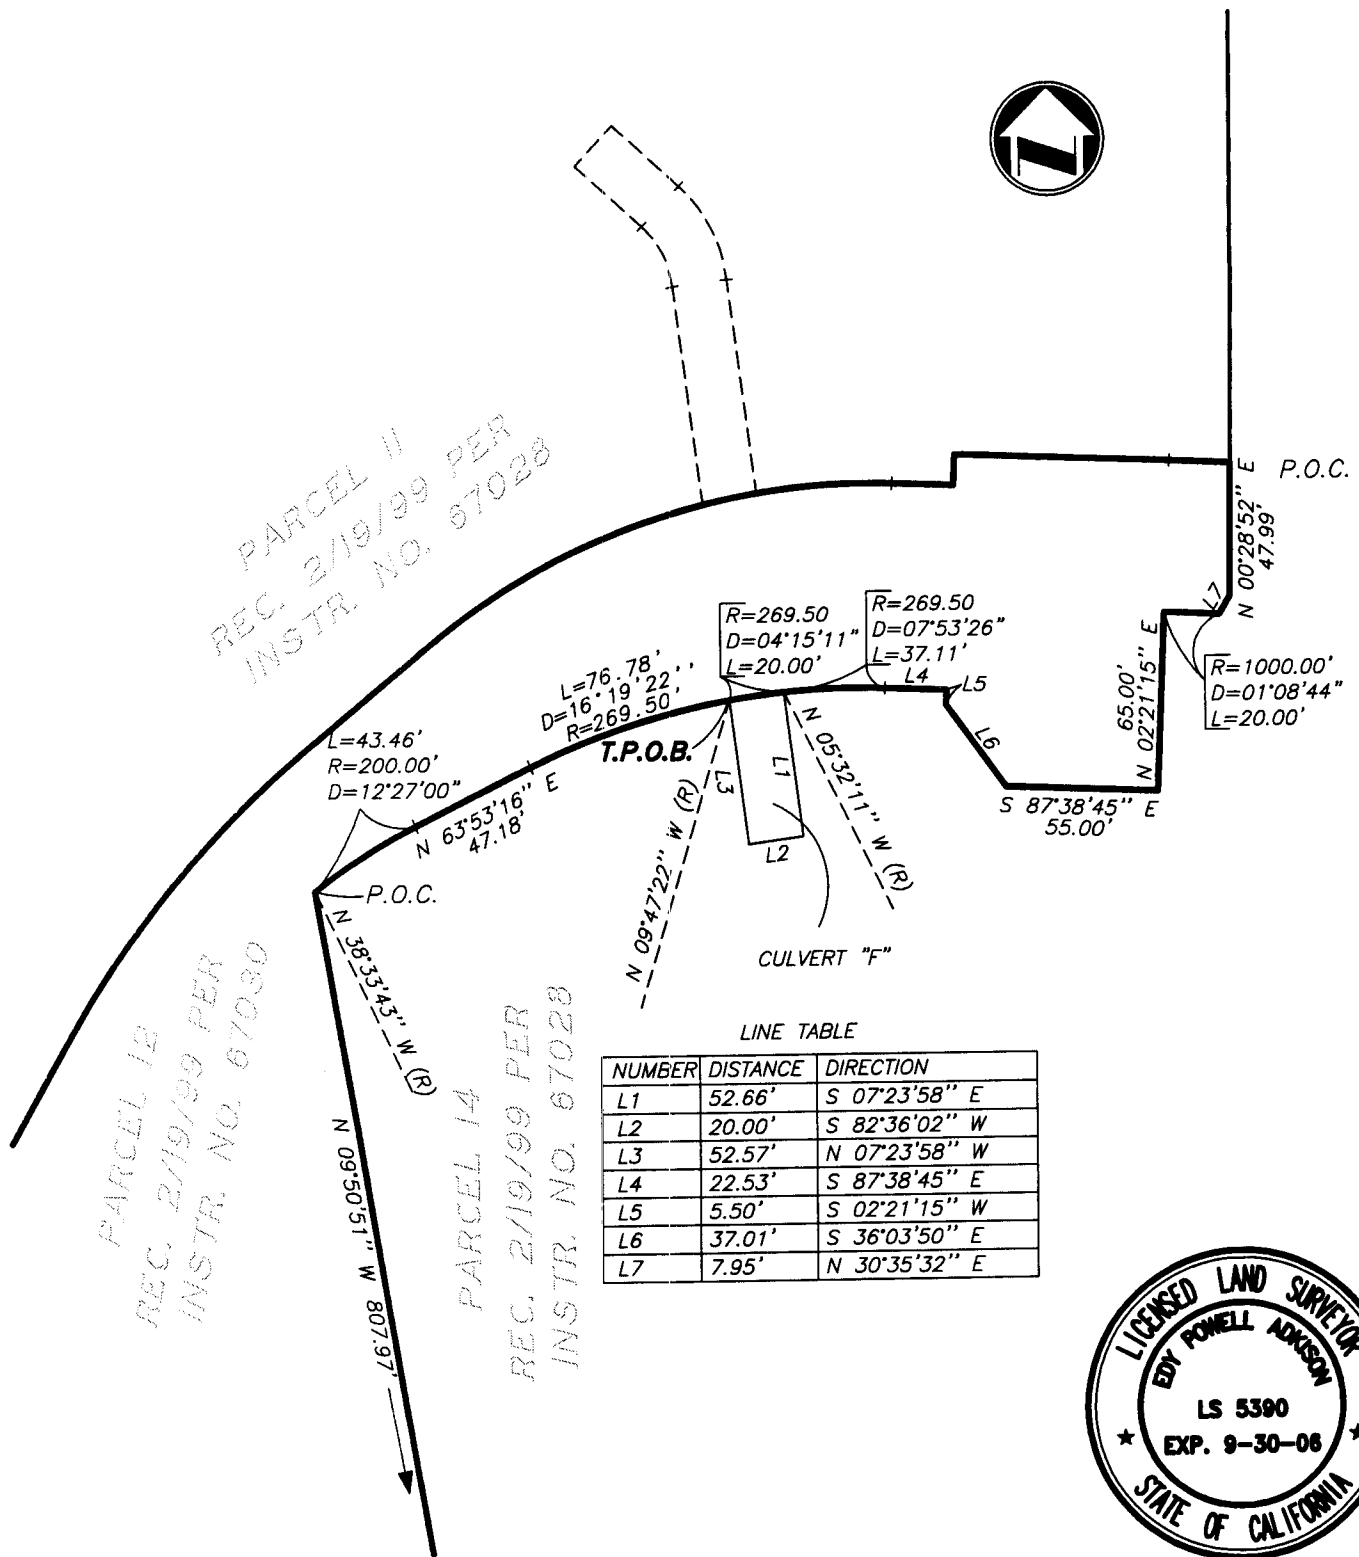 P.O.C.
N 00°28'52" E
47.99'
PARCEL 11
REC. 2/19/99 PER
INSTR. NO. 67028
R=269.50
D=04°15'11"
L=20.00'
R=269.50
D=07°53'26"
L=37.11'
L4
L5
L6
L7
N 02°21'15" E
65.00'
R=1000.00'
D=01°08'44"
L=20.00'
L=76.78'
D=16°19'22''
R=269.50'
T.P.O.B.
L=43.46'
R=200.00'
D=12°27'00"
N 63°53'16" E
47.18'
L3
L1
L2
N 05°32'11" W (R)
S 87°38'45" E
55.00'
N 09°47'22" W (R)
P.O.C.
N 38°33'43" W (R)
CULVERT "F"
PARCEL 12
REC. 2/19/99 PER
INSTR. NO. 67030
PARCEL 14
REC. 2/19/99 PER
INSTR. NO. 67028
N 09°50'51" W 807.97'
LINE TABLE
NUMBER DISTANCE DIRECTION
L1 52.66' S 07°23'58'' E
L2 20.00' S 82°36'02'' W
L3 52.57' N 07°23'58'' W
L4 22.53' S 87°38'45'' E
L5 5.50' S 02°21'15'' W
L6 37.01' S 36°03'50'' E
L7 7.95' N 30°35'32'' E
LICENSED LAND SURVEYOR
EDY POWELL ADKISON
LS 5390
EXP. 9-30-06
STATE OF CALIFORNIA